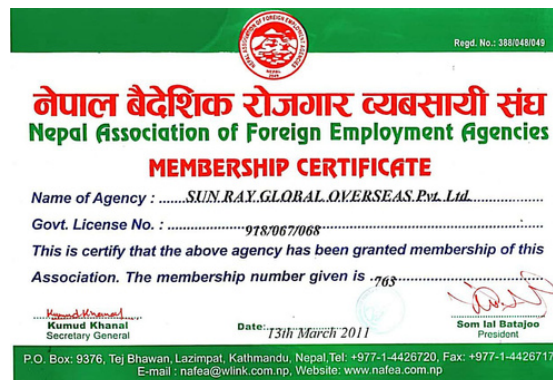 Regd. No.: 388/048/049
नेपाल बैदेशिक रोजगार व्यबसायी संघ
Nepal Association of Foreign Employment Agencies
MEMBERSHIP CERTIFICATE
Name of Agency : ......SUN RAY GLOBAL OVERSEAS Pvt. Ltd.
Govt. License No. : ......918/067/068
This is certify that the above agency has been granted membership of this
Association. The membership number given is .763
Kumud Khanal
Kumud Khanal
Secretary General
Date: 13th March 2011
Som lal Batajoo
President
P.O. Box: 9376, Tej Bhawan, Lazimpat, Kathmandu, Nepal,Tel: +977-1-4426720, Fax: +977-1-4426717
E-mail : nafea@wlink.com.np, Website: www.nafea.com.np